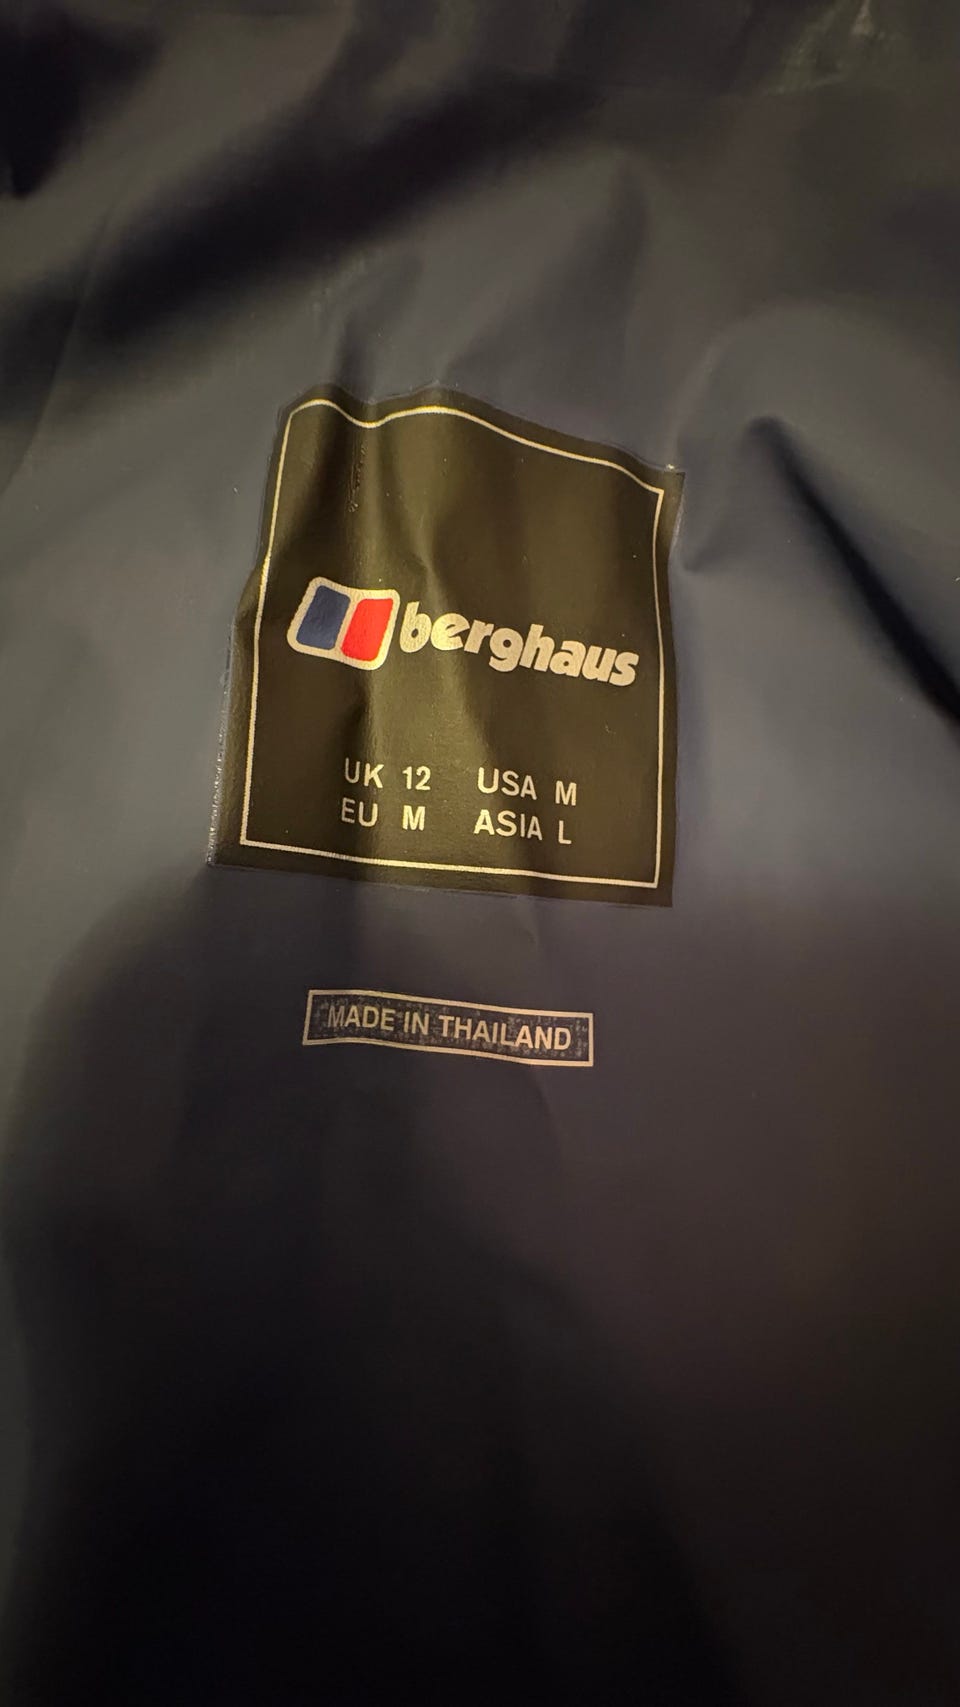 berghaus
UK 12 USA M
EU M ASIA L
MADE IN THAILAND